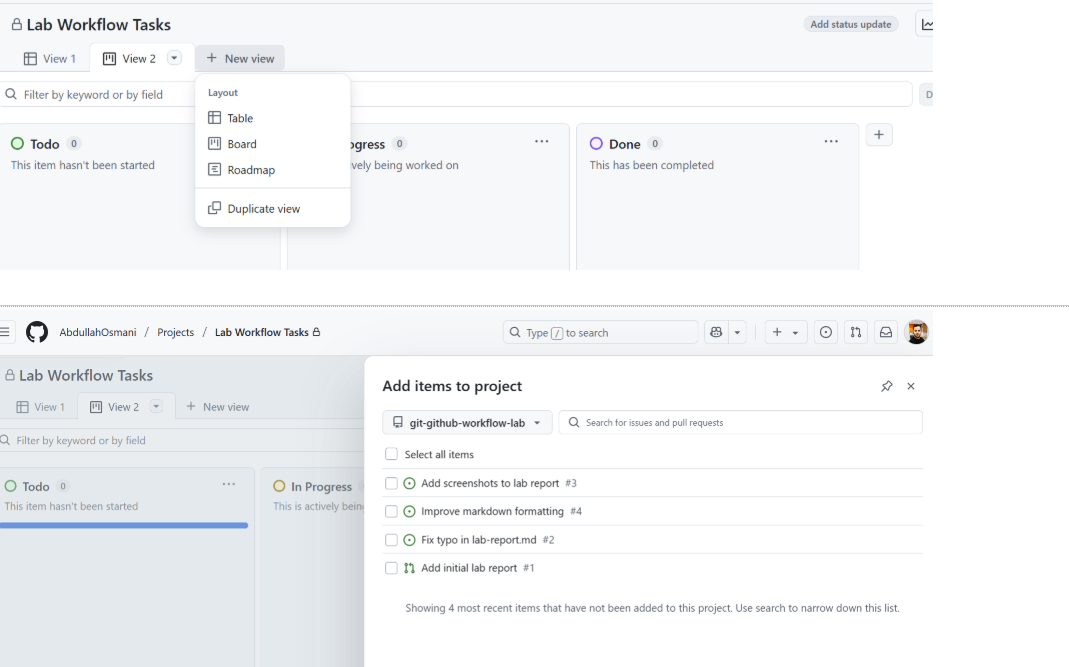 Lab Workflow Tasks
Add status update
View 1 View 2 New view
Filter by keyword or by field
D
Layout
Table
Board
Roadmap
Duplicate view
Todo 0
This item hasn't been started
ogress 0
ively being worked on
Done 0
This has been completed
AbdullahOsmani / Projects / Lab Workflow Tasks
Type / to search
Lab Workflow Tasks
View 1 View 2 New view
Filter by keyword or by field
Todo 0
This item hasn't been started
In Progress
This is actively being
Add items to project
git-github-workflow-lab
Search for issues and pull requests
Select all items
Add screenshots to lab report #3
Improve markdown formatting #4
Fix typo in lab-report.md #2
Add initial lab report #1
Showing 4 most recent items that have not been added to this project. Use search to narrow down this list.